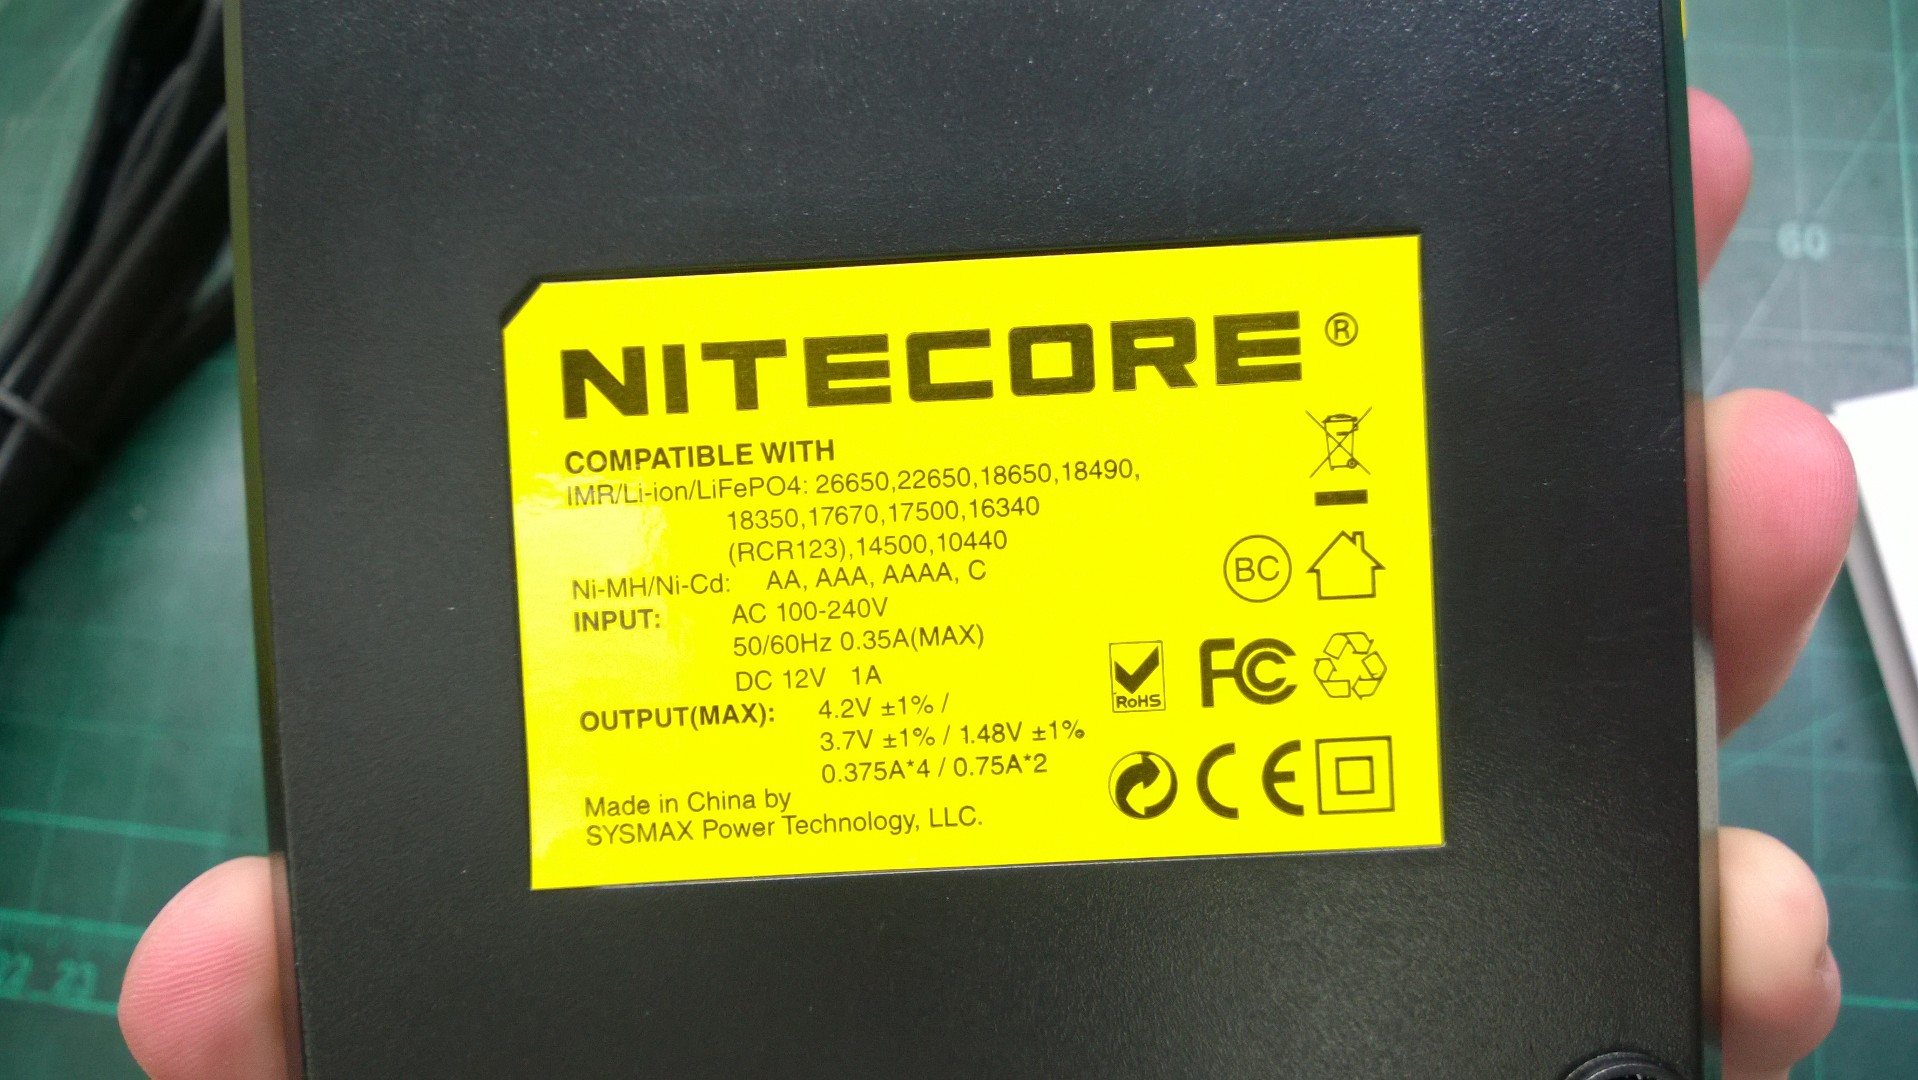 NITECORE ®
COMPATIBLE WITH
IMR/Li-ion/LiFePO4: 26650,22650,18650,18490,
18350,17670,17500,16340
(RCR123),14500,10440
Ni-MH/Ni-Cd: AA, AAA, AAAA, C
INPUT: AC 100-240V
50/60Hz 0.35A(MAX)
DC 12V 1A
OUTPUT(MAX): 4.2V ±1% /
3.7V ±1% / 1.48V ±1%
0.375A*4 / 0.75A*2
Made in China by
SYSMAX Power Technology, LLC.
BC
RoHS
FC
CE
60
23